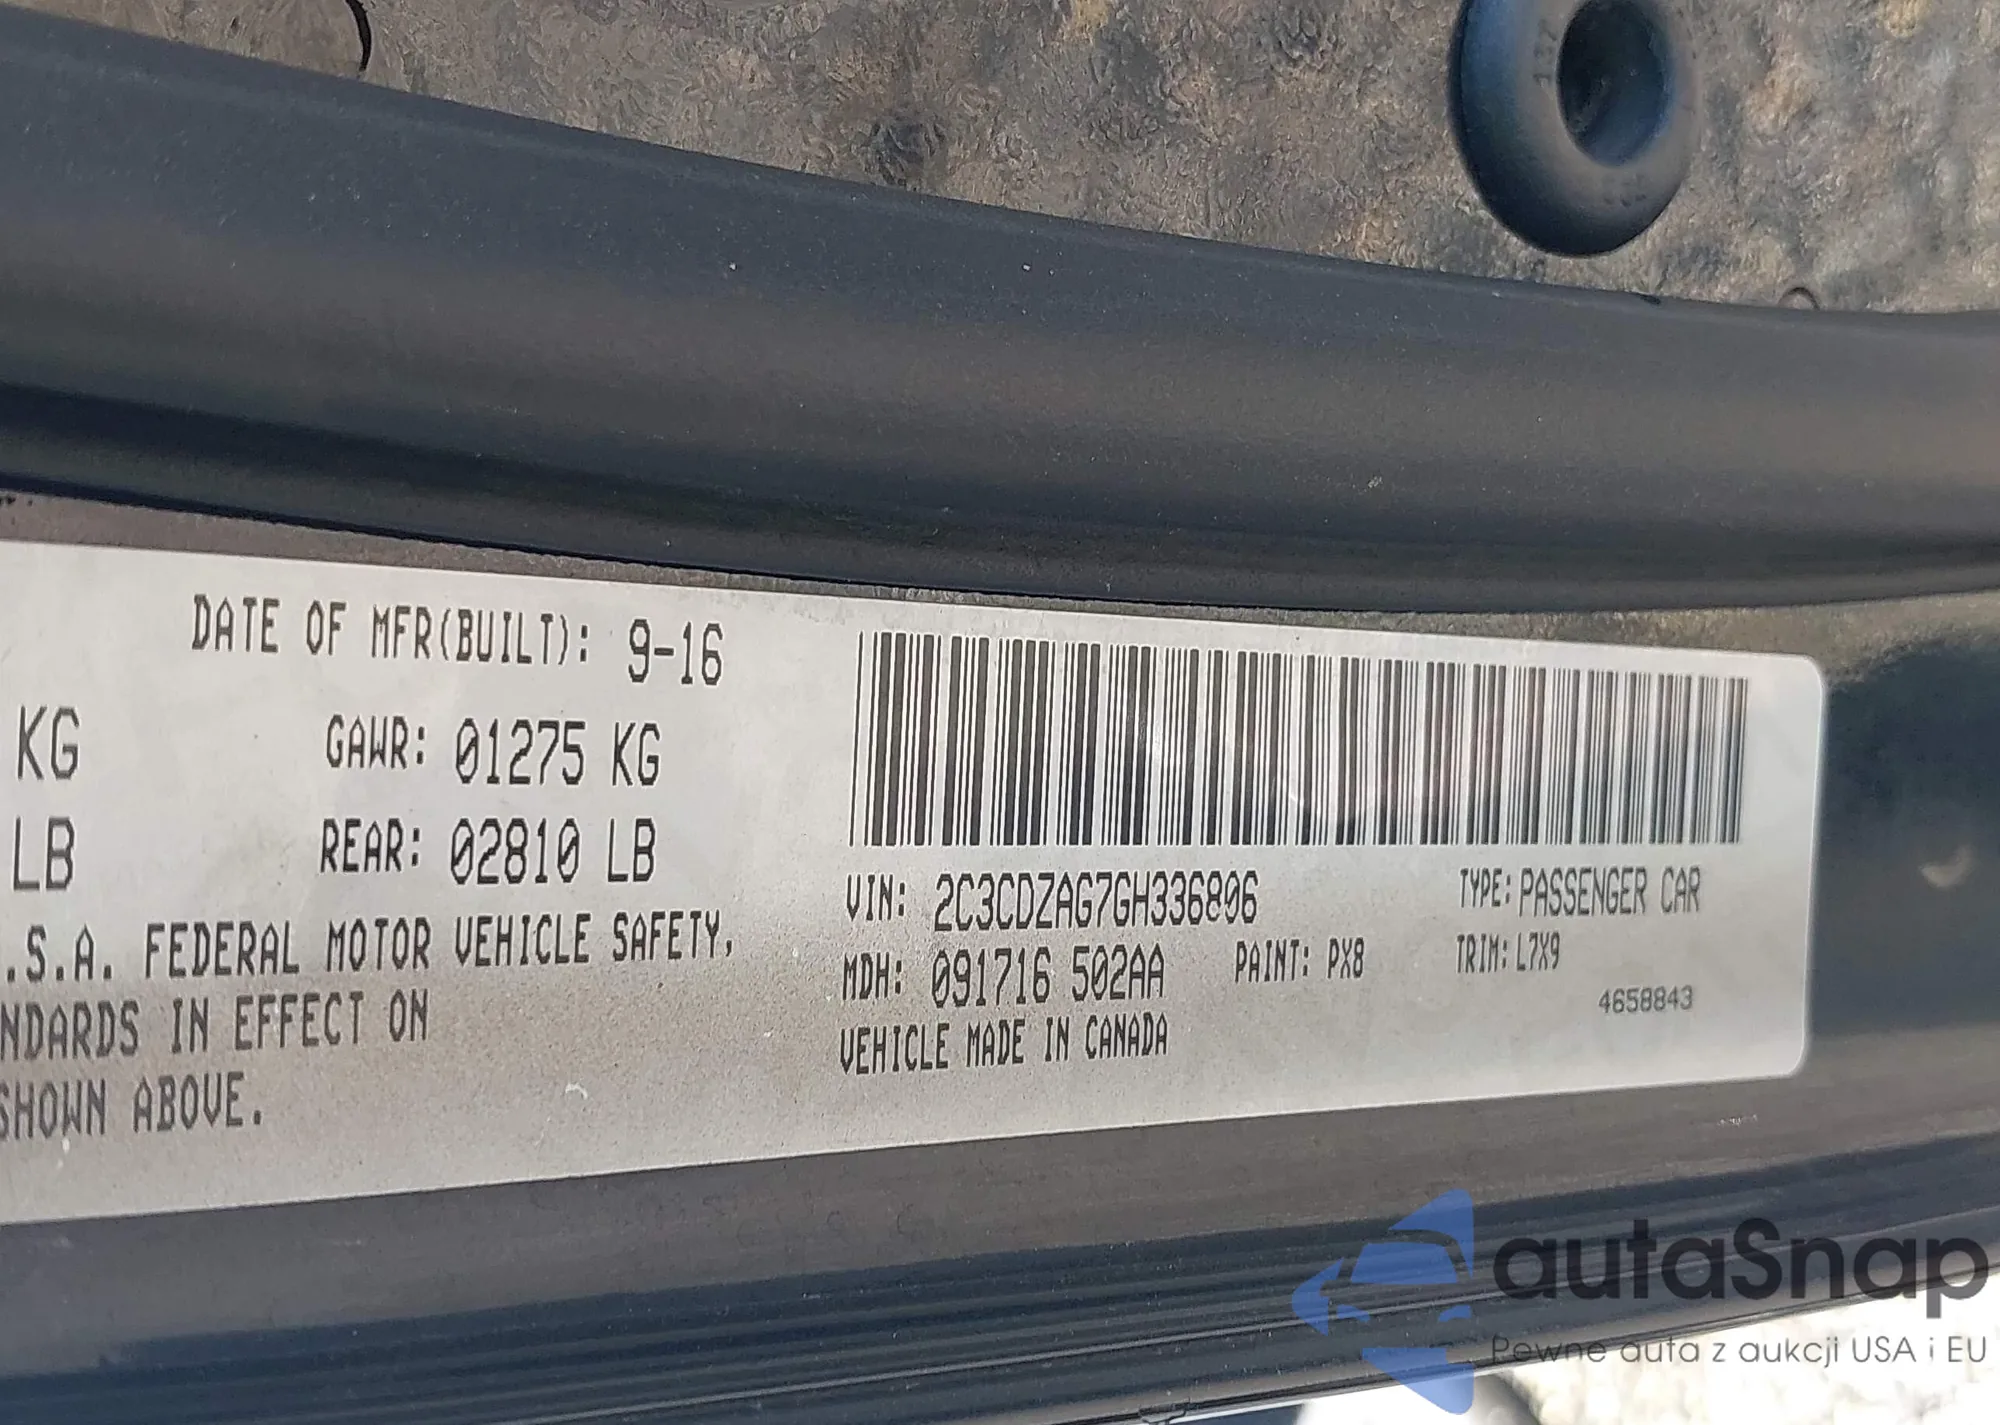 137
DATE OF MFR(BUILT): 9-16
KG GAWR: 01275 KG
LB REAR: 02810 LB
.S.A. FEDERAL MOTOR VEHICLE SAFETY,
NDARDS IN EFFECT ON
SHOWN ABOVE.
VIN: 2C3CDZAG7GH336806 TYPE: PASSENGER CAR
MDH: 091716 502AA PAINT: PX8 TRIM: L7X9
VEHICLE MADE IN CANADA 4658843
autaSnap
Pewne auta z aukcji USA i EU